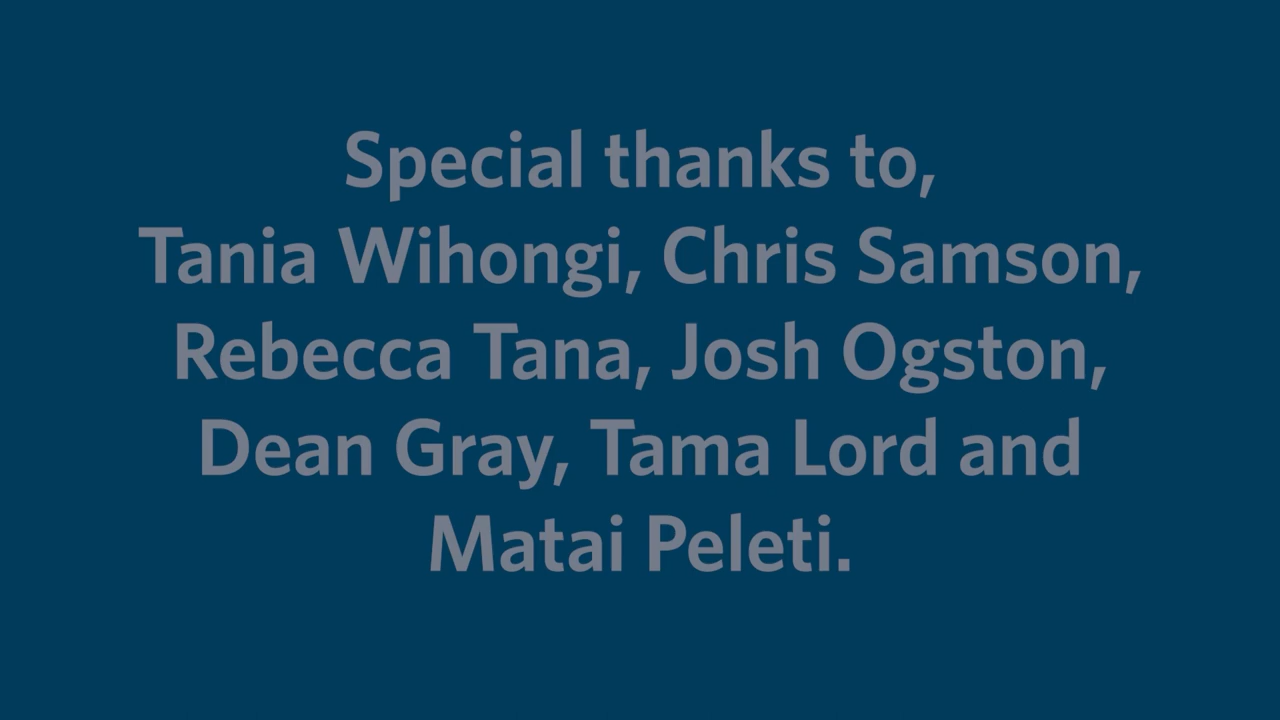 Special thanks to,
Tania Wihongi, Chris Samson,
Rebecca Tana, Josh Ogston,
Dean Gray, Tama Lord and
Matai Peleti.